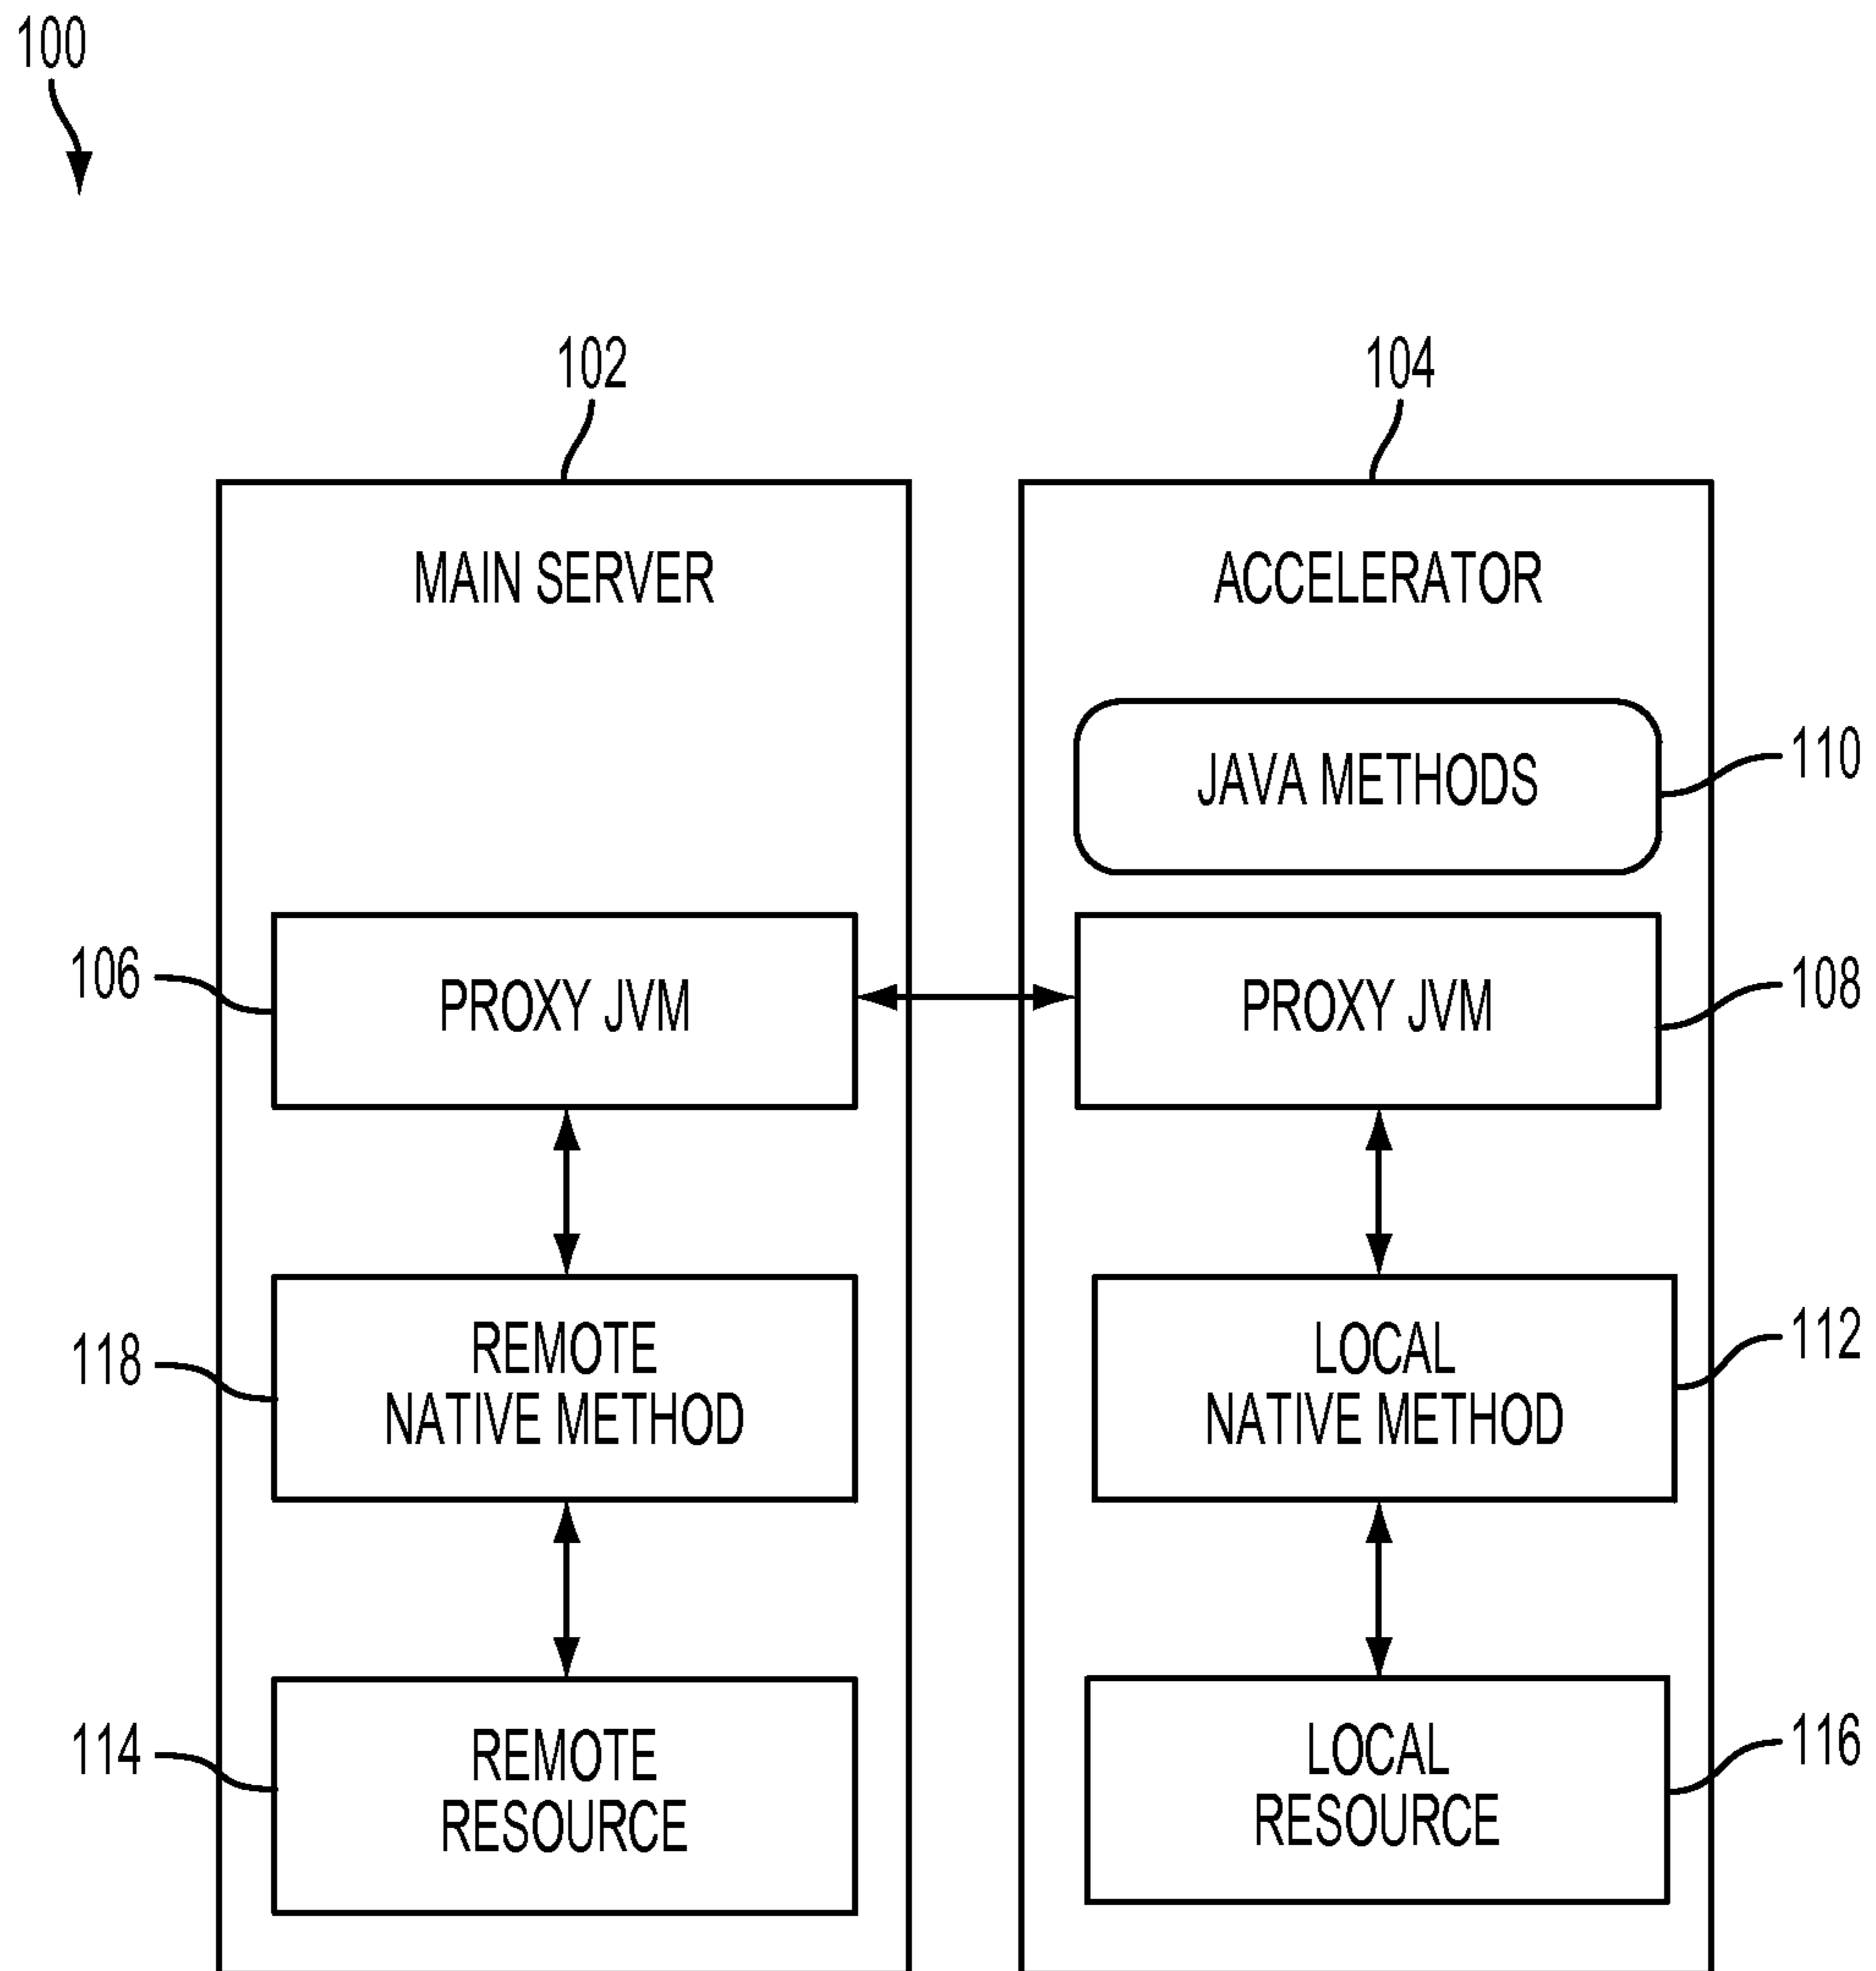 100
102
104
MAIN SERVER
ACCELERATOR
JAVA METHODS
110
106
PROXY JVM
PROXY JVM
108
118
REMOTE
NATIVE METHOD
LOCAL
NATIVE METHOD
112
114
REMOTE
RESOURCE
LOCAL
RESOURCE
116